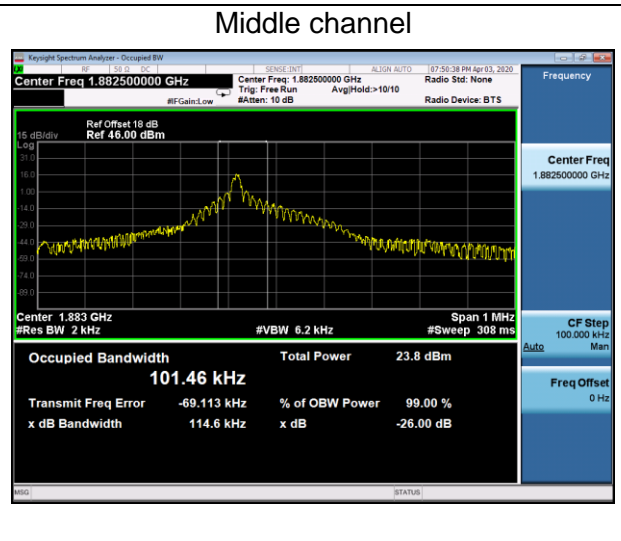 Middle channel
Keysight Spectrum Analyzer - Occupied BW
RF 50 Ω DC SENSE:INT ALIGN AUTO 07:50:38 PM Apr 03, 2020
Center Freq 1.882500000 GHz Center Freq: 1.882500000 GHz Radio Std: None Frequency
Trig: Free Run Avg|Hold:>10/10
#IFGain:Low #Atten: 10 dB Radio Device: BTS
Ref Offset 18 dB
15 dB/div Ref 46.00 dBm
Log
31.0
16.0
1.00
-14.0
-29.0
-44.0
-59.0
-74.0
-89.0
Center Freq
1.882500000 GHz
Center 1.883 GHz Span 1 MHz
#Res BW 2 kHz #VBW 6.2 kHz #Sweep 308 ms
CF Step
100.000 kHz
Auto Man
Occupied Bandwidth Total Power 23.8 dBm
101.46 kHz
Transmit Freq Error -69.113 kHz % of OBW Power 99.00 %
x dB Bandwidth 114.6 kHz x dB -26.00 dB
Freq Offset
0 Hz
MSG STATUS